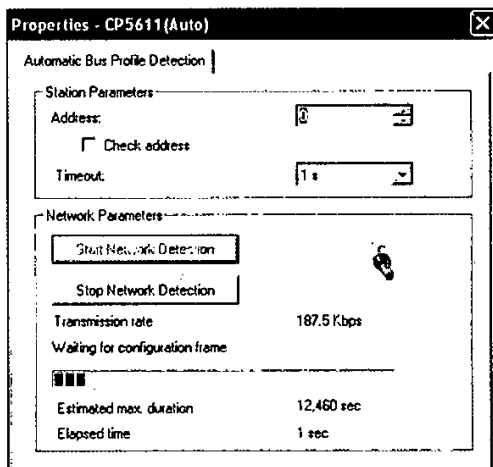 Properties - CP5611(Auto)
Automatic Bus Profile Detection
Station Parameters
Address: 0
Check address
Timeout: 1 s
Network Parameters
Start Network Detection
Stop Network Detection
Transmission rate 187.5 Kbps
Waiting for configuration frame
Estimated max. duration 12,460 sec
Elapsed time 1 sec